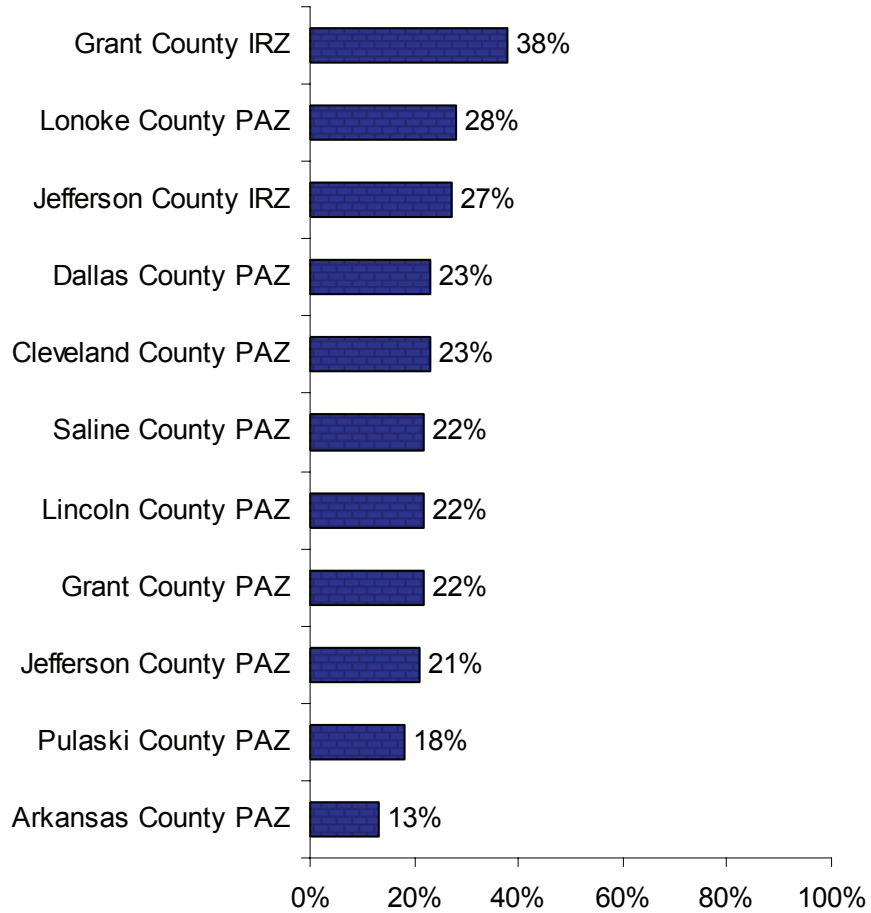 Grant County IRZ 38%
Lonoke County PAZ 28%
Jefferson County IRZ 27%
Dallas County PAZ 23%
Cleveland County PAZ 23%
Saline County PAZ 22%
Lincoln County PAZ 22%
Grant County PAZ 22%
Jefferson County PAZ 21%
Pulaski County PAZ 18%
Arkansas County PAZ 13%
0% 20% 40% 60% 80% 100%